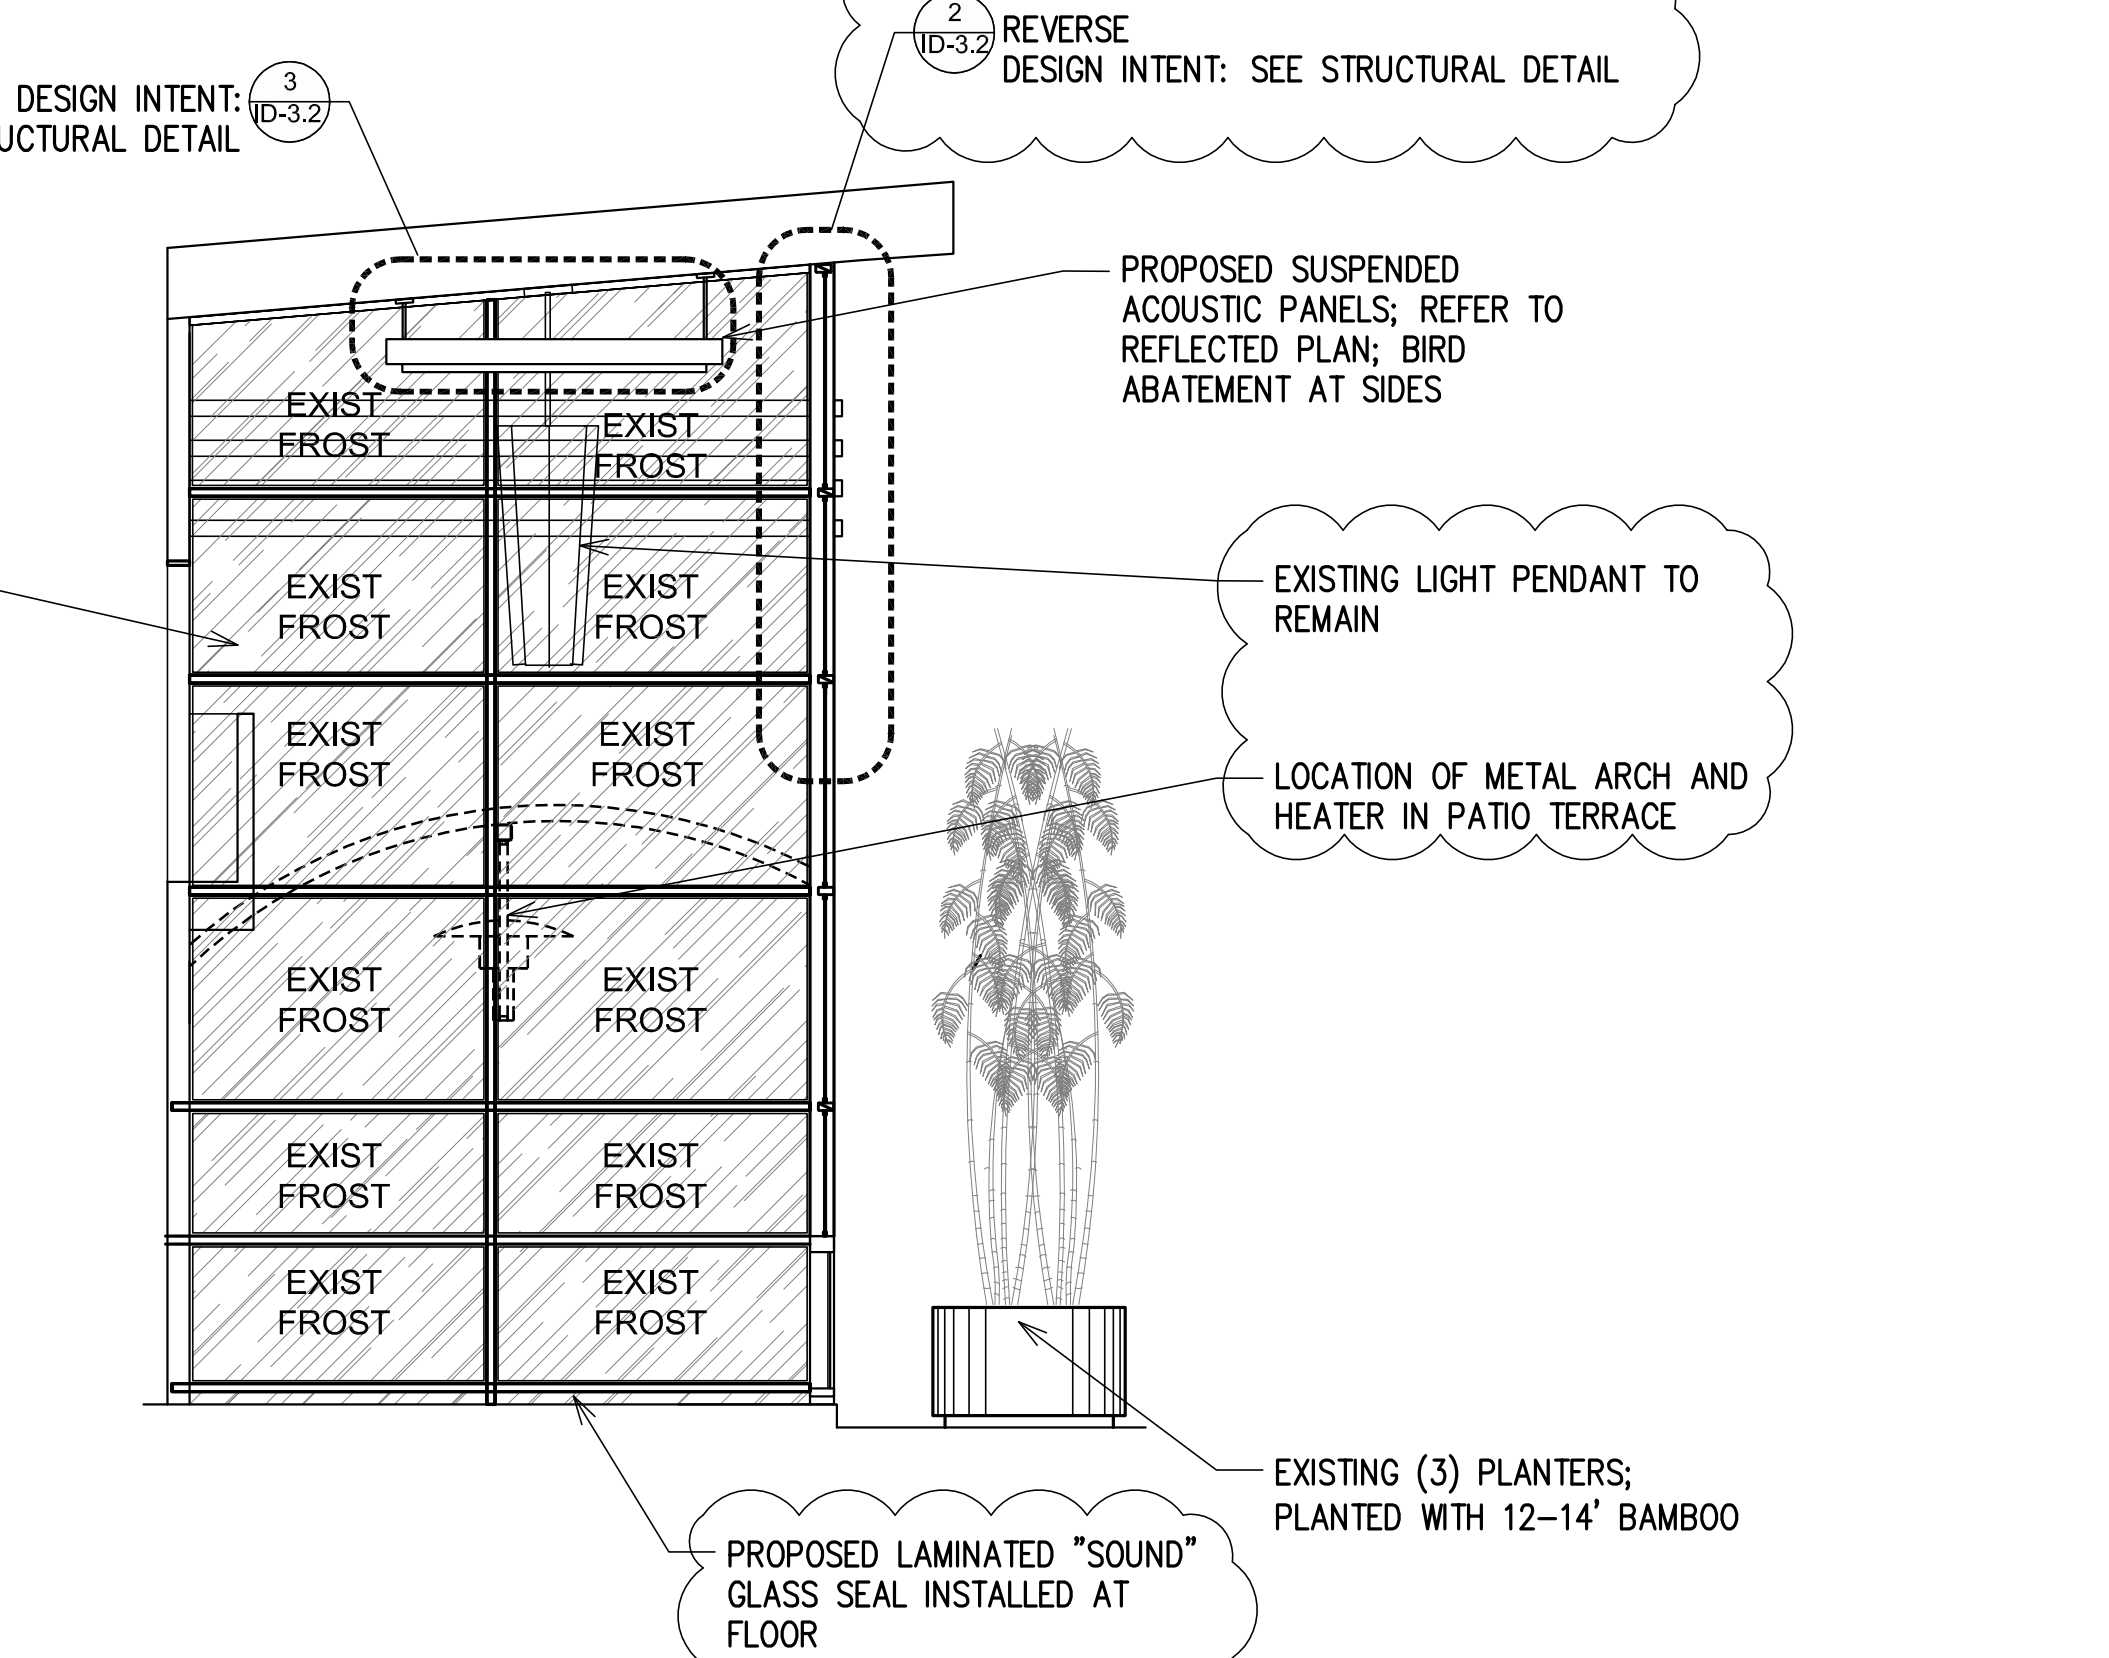 2
ID-3.2
REVERSE
DESIGN INTENT: SEE STRUCTURAL DETAIL
DESIGN INTENT:
DETAIL
3
ID-3.2
PROPOSED SUSPENDED
ACOUSTIC PANELS; REFER TO
REFLECTED PLAN; BIRD
ABATEMENT AT SIDES
EXIST
FROST
EXIST
FROST
EXIST
FROST
EXIST
FROST
EXISTING LIGHT PENDANT TO
REMAIN
EXIST
FROST
EXIST
FROST
LOCATION OF METAL ARCH AND
HEATER IN PATIO TERRACE
EXIST
FROST
EXIST
FROST
EXIST
FROST
EXIST
FROST
EXIST
FROST
EXIST
FROST
EXISTING (3) PLANTERS;
PLANTED WITH 12-14' BAMBOO
PROPOSED LAMINATED "SOUND"
GLASS SEAL INSTALLED AT
FLOOR